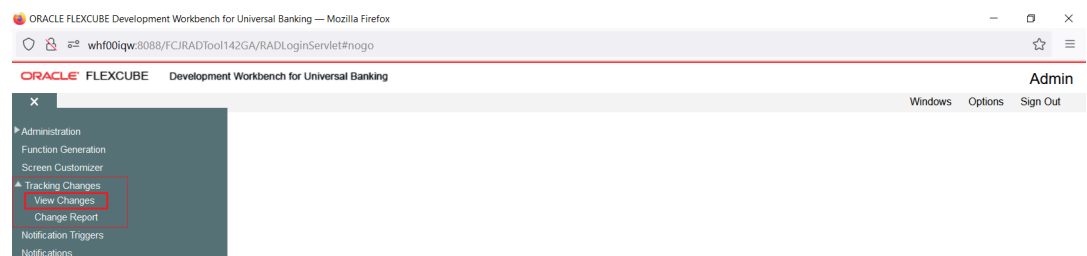 ORACLE FLEXCUBE Development Workbench for Universal Banking — Mozilla Firefox
whf00iqw:8088/FCJRADTool142GA/RADLoginServlet#nogo
ORACLE FLEXCUBE Development Workbench for Universal Banking Admin
Windows Options Sign Out
Administration
Function Generation
Screen Customizer
Tracking Changes
View Changes
Change Report
Notification Triggers
Notifications